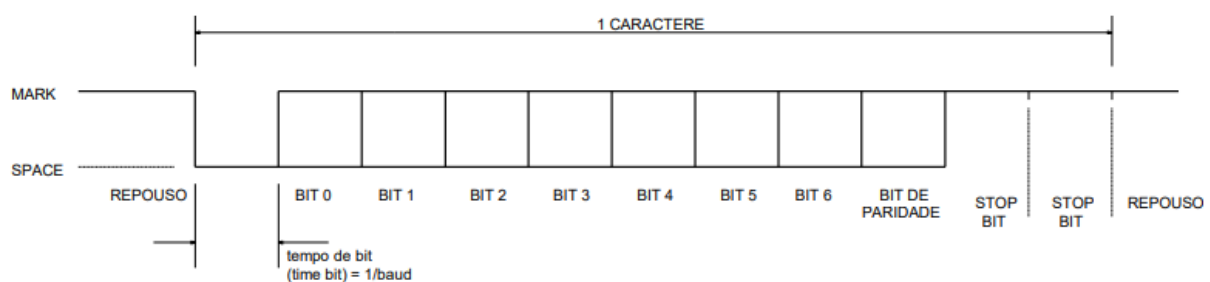 1 CARACTERE
MARK
SPACE
REPOUSO
BIT 0
BIT 1
BIT 2
BIT 3
BIT 4
BIT 5
BIT 6
BIT DE
PARIDADE
STOP
BIT
STOP
BIT
REPOUSO
tempo de bit
(time bit) = 1/baud